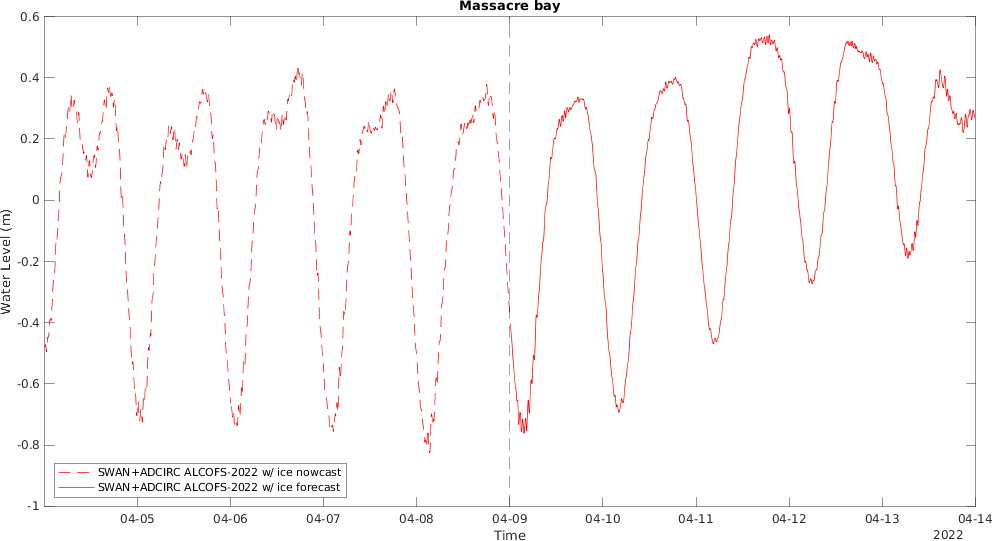 Massacre bay
0.6
0.4
0.2
0
-0.2
-0.4
-0.6
-0.8
-1
Water Level (m)
SWAN+ADCIRC ALCOFS-2022 w/ ice nowcast
SWAN+ADCIRC ALCOFS-2022 w/ ice forecast
04-05 04-06 04-07 04-08 04-09 04-10 04-11 04-12 04-13 04-14
Time
2022